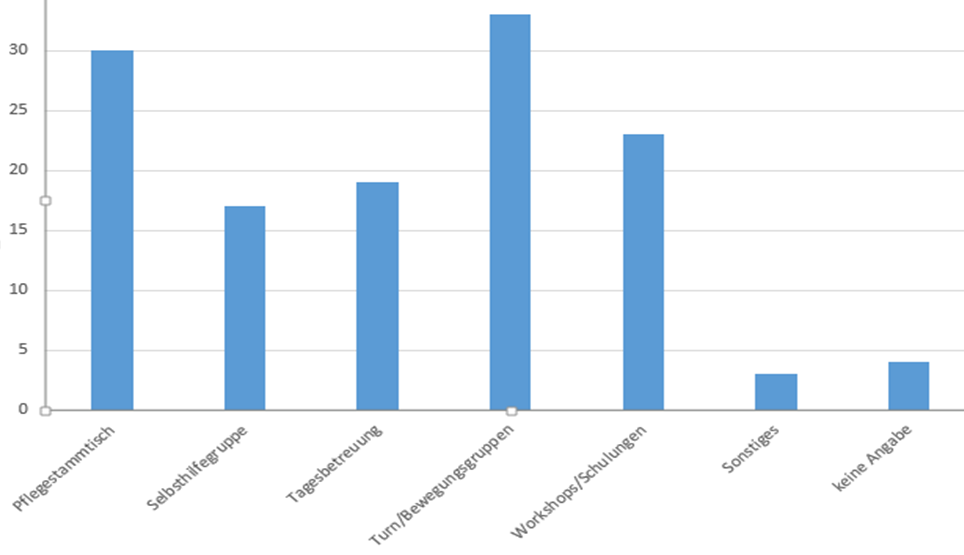 30
25
20
15
10
5
0
Pflegestammtisch
Selbsthilfegruppe
Tagesbetreuung
Turn/Bewegungsgruppen
Workshops/Schulungen
Sonstiges
keine Angabe